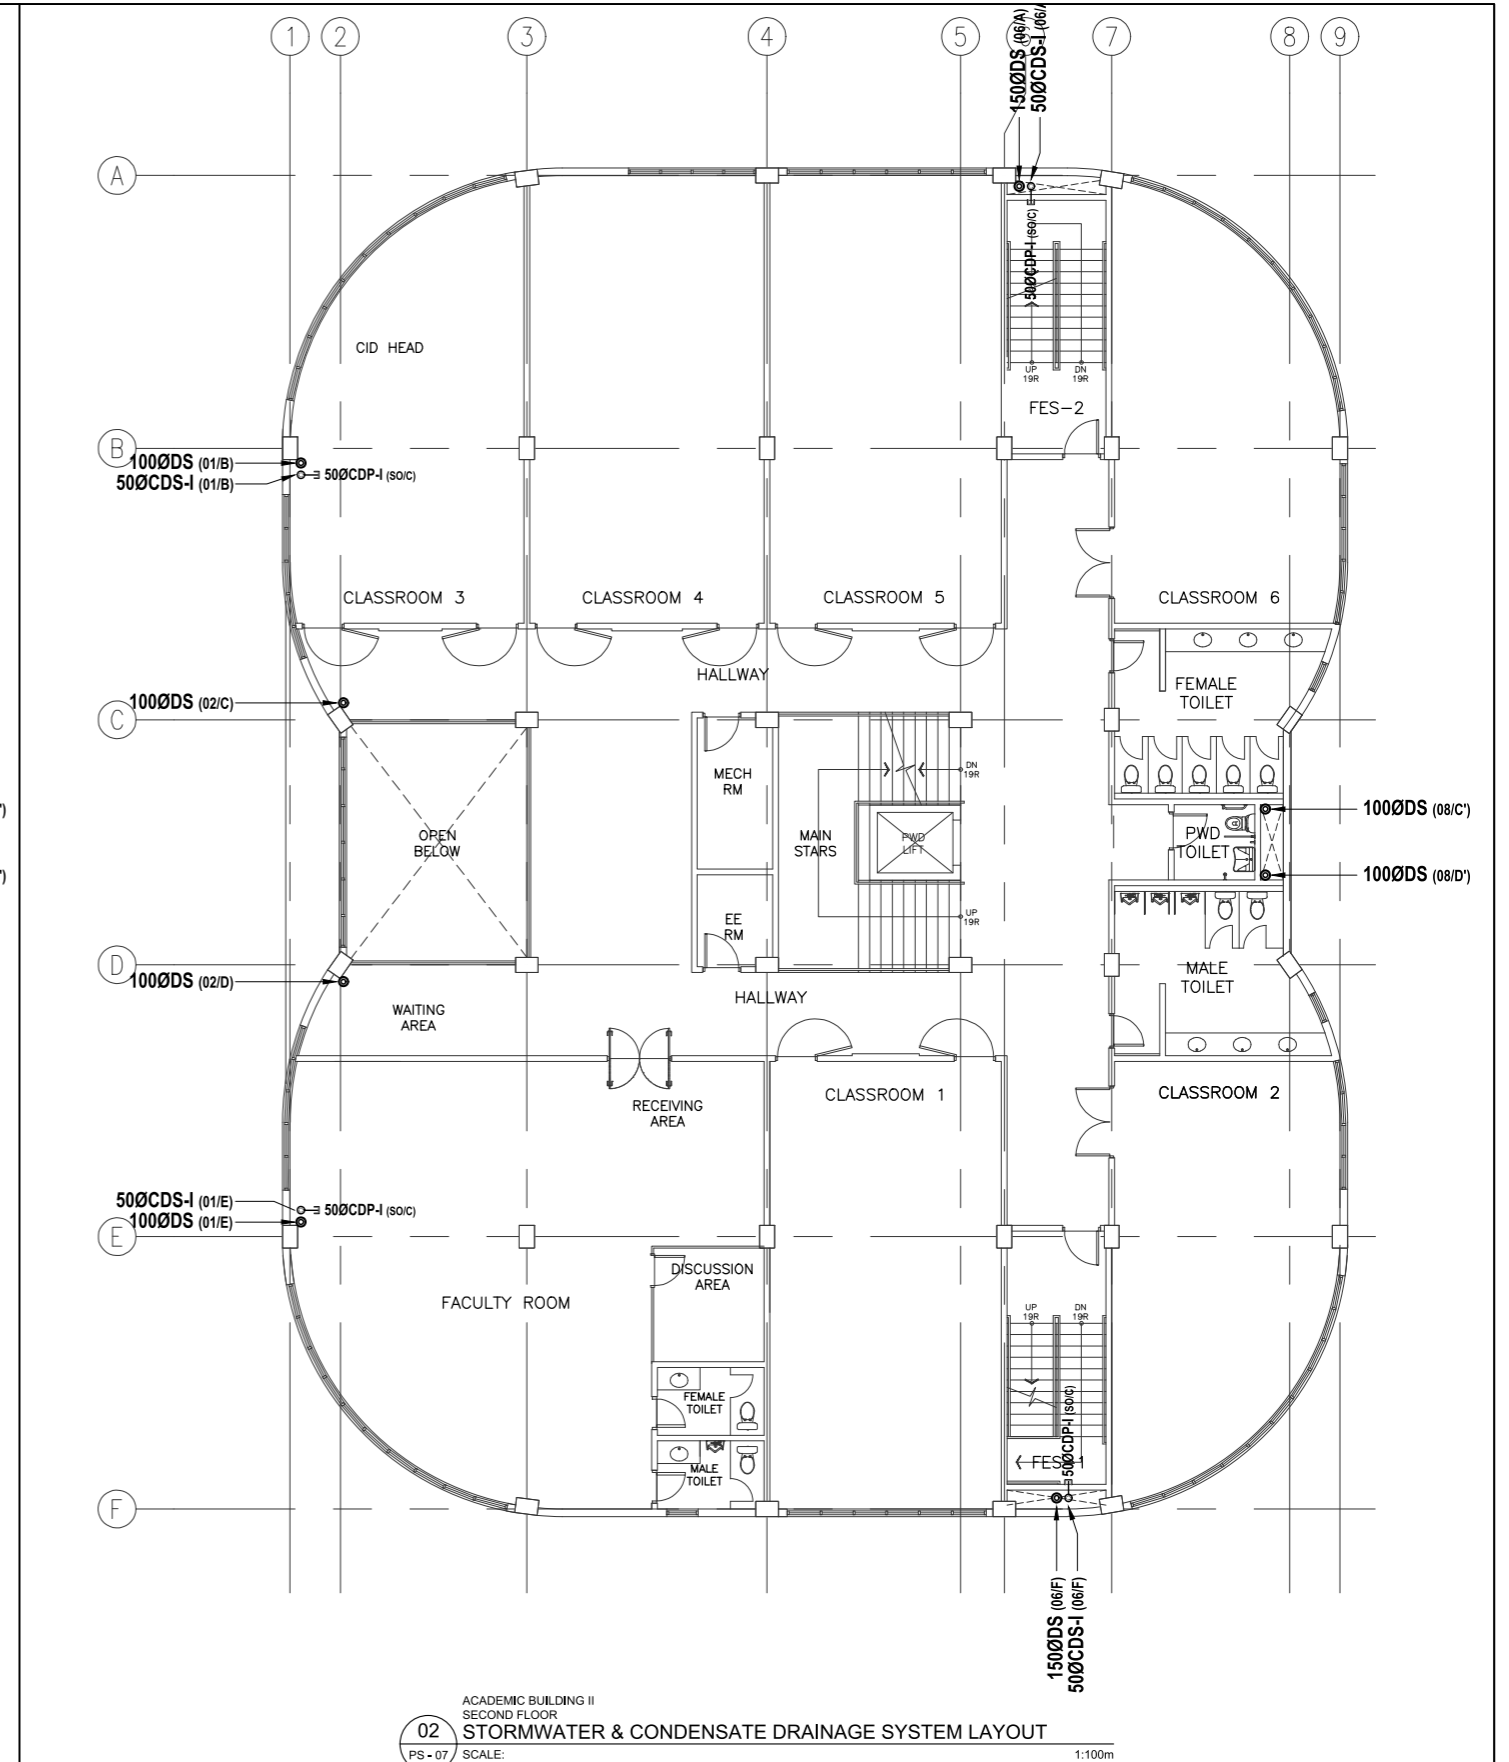 1 2 3 4 5 7 8 9
150ØDS (06/A)
50ØCDS-I (06/A
A
50ØCDP-I (SO/C)
CID HEAD
UP
19R
DN
19R
FES-2
B
100ØDS (01/B)
50ØCDS-I (01/B)
50ØCDP-I (SO/C)
CLASSROOM 3
CLASSROOM 4
CLASSROOM 5
CLASSROOM 6
HALLWAY
FEMALE
TOILET
100ØDS (02/C)
C
MECH
RM
DN
19R
')
OPEN
BELOW
MAIN
STARS
PWD
LIFT
PWD
TOILET
100ØDS (08/C')
')
100ØDS (08/D')
EE
RM
UP
19R
D
100ØDS (02/D)
MALE
TOILET
HALLWAY
WAITING
AREA
RECEIVING
AREA
CLASSROOM 1
CLASSROOM 2
50ØCDS-I (01/E)
100ØDS (01/E)
50ØCDP-I (SO/C)
E
DISCUSSION
AREA
FACULTY ROOM
UP
19R
DN
19R
FEMALE
TOILET
50ØCDP-I (SO/C)
MALE
TOILET
FES-1
F
150ØDS (06/F)
50ØCDS-I (06/F)
ACADEMIC BUILDING II
SECOND FLOOR
02 STORMWATER & CONDENSATE DRAINAGE SYSTEM LAYOUT
PS - 07 SCALE: 1:100m